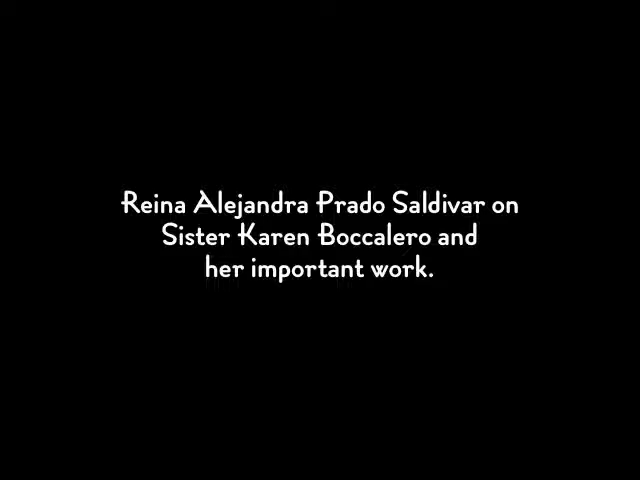 Reina Alejandra Prado Saldivar on
Sister Karen Boccalero and
her important work.